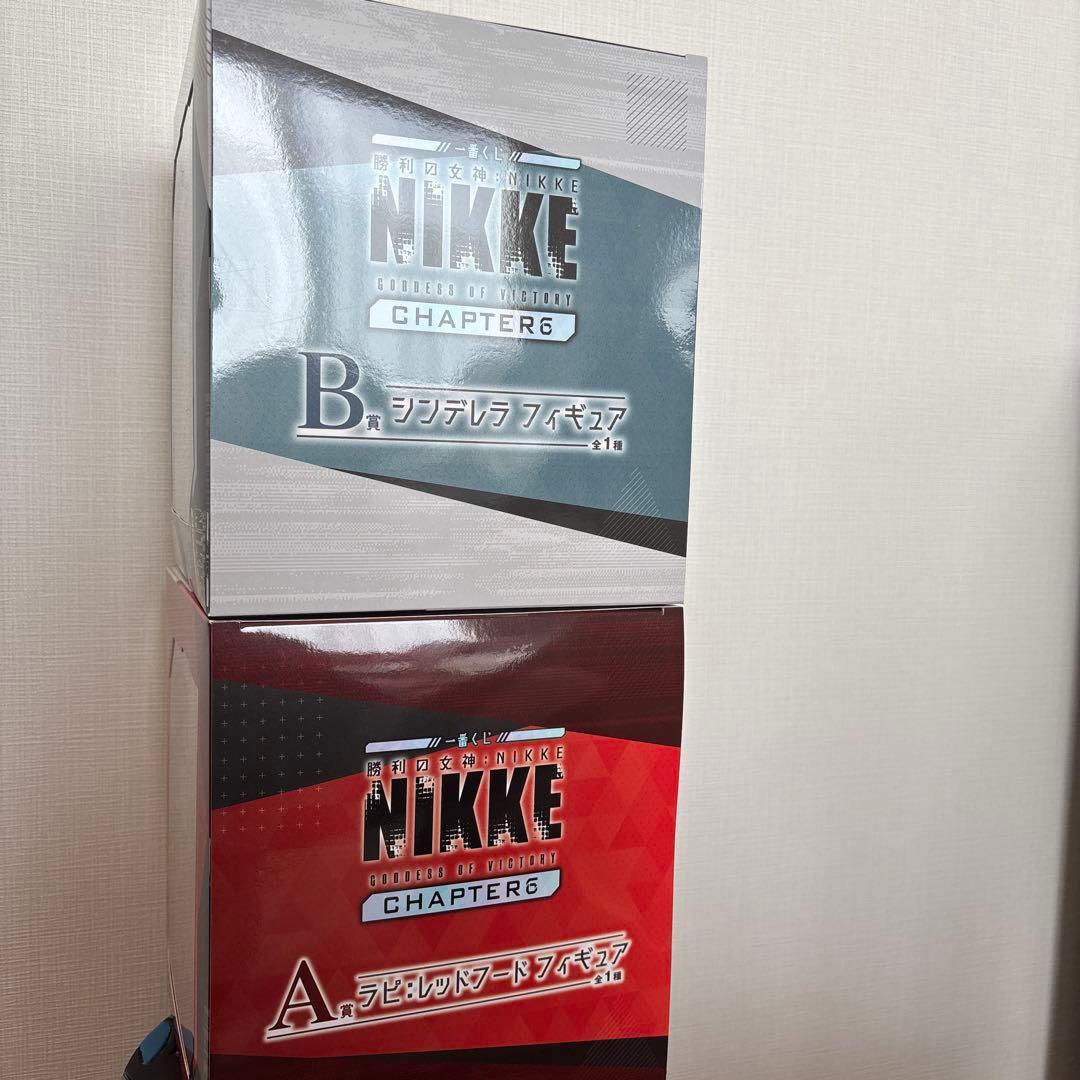 一番くじ
勝利の女神:NIKKE
NIKKE
GODDESS OF VICTORY
CHAPTER6
B賞 シンデレラ フィギュア
全1種
一番くじ
勝利の女神:NIKKE
NIKKE
GODDESS OF VICTORY
CHAPTER6
A賞 ラピ:レッドフード フィギュア
全1種